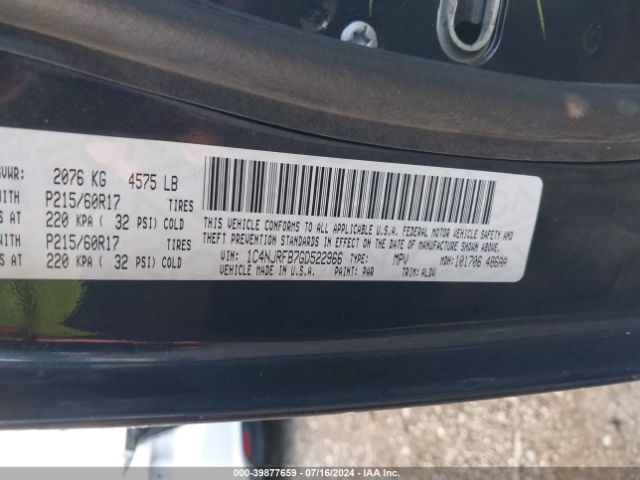 GVWR: 2076 KG 4575 LB
WITH P215/60R17 TIRES
AT 220 KPA ( 32 PSI) COLD
WITH P215/60R17 TIRES
AT 220 KPA ( 32 PSI) COLD
THIS VEHICLE CONFORMS TO ALL APPLICABLE U.S.A. FEDERAL MOTOR VEHICLE SAFETY AND
THEFT PREVENTION STANDARDS IN EFFECT ON THE DATE OF MANUFACTURE SHOWN ABOVE.
VIN: 1C4NJRFB7GD522966 TYPE: MPV MDH: 101706 486AA
VEHICLE MADE IN U.S.A. PAINT: PAR TRIM: ALDV
000-39877659 - 07/16/2024 - IAA Inc.